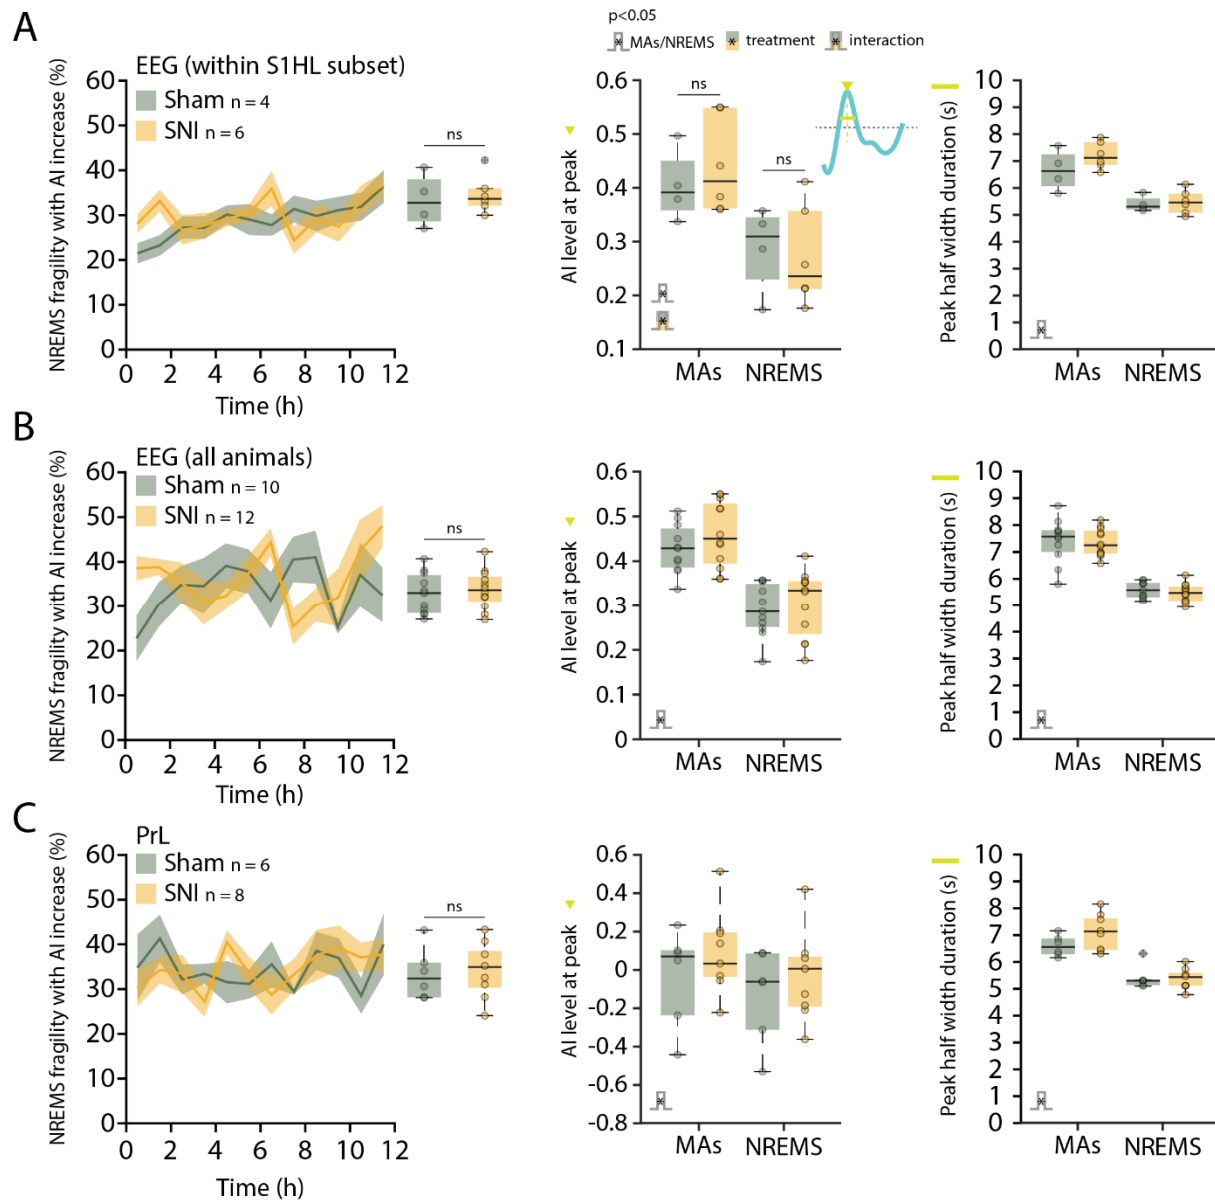 A
EEG (within S1HL subset)
Sham n = 4
SNI n = 6
ns
NREMS fragility with AI increase (%)
60
50
40
30
20
10
0
0 2 4 6 8 10 12
Time (h)
p<0.05
MAs/NREMS treatment interaction
ns
ns
AI level at peak
0.6
0.5
0.4
0.3
0.2
0.1
MAs NREMS
Peak half width duration (s)
10
9
8
7
6
5
4
3
2
1
0
MAs NREMS
B
EEG (all animals)
Sham n = 10
SNI n = 12
ns
NREMS fragility with AI increase (%)
60
50
40
30
20
10
0
0 2 4 6 8 10 12
Time (h)
AI level at peak
0.6
0.5
0.4
0.3
0.2
0.1
0
MAs NREMS
Peak half width duration (s)
10
9
8
7
6
5
4
3
2
1
0
MAs NREMS
C
PrL
Sham n = 6
SNI n = 8
ns
NREMS fragility with AI increase (%)
60
50
40
30
20
10
0
0 2 4 6 8 10 12
Time (h)
AI level at peak
0.6
0.4
0.2
0
-0.2
-0.4
-0.6
-0.8
MAs NREMS
Peak half width duration (s)
10
9
8
7
6
5
4
3
2
1
0
MAs NREMS